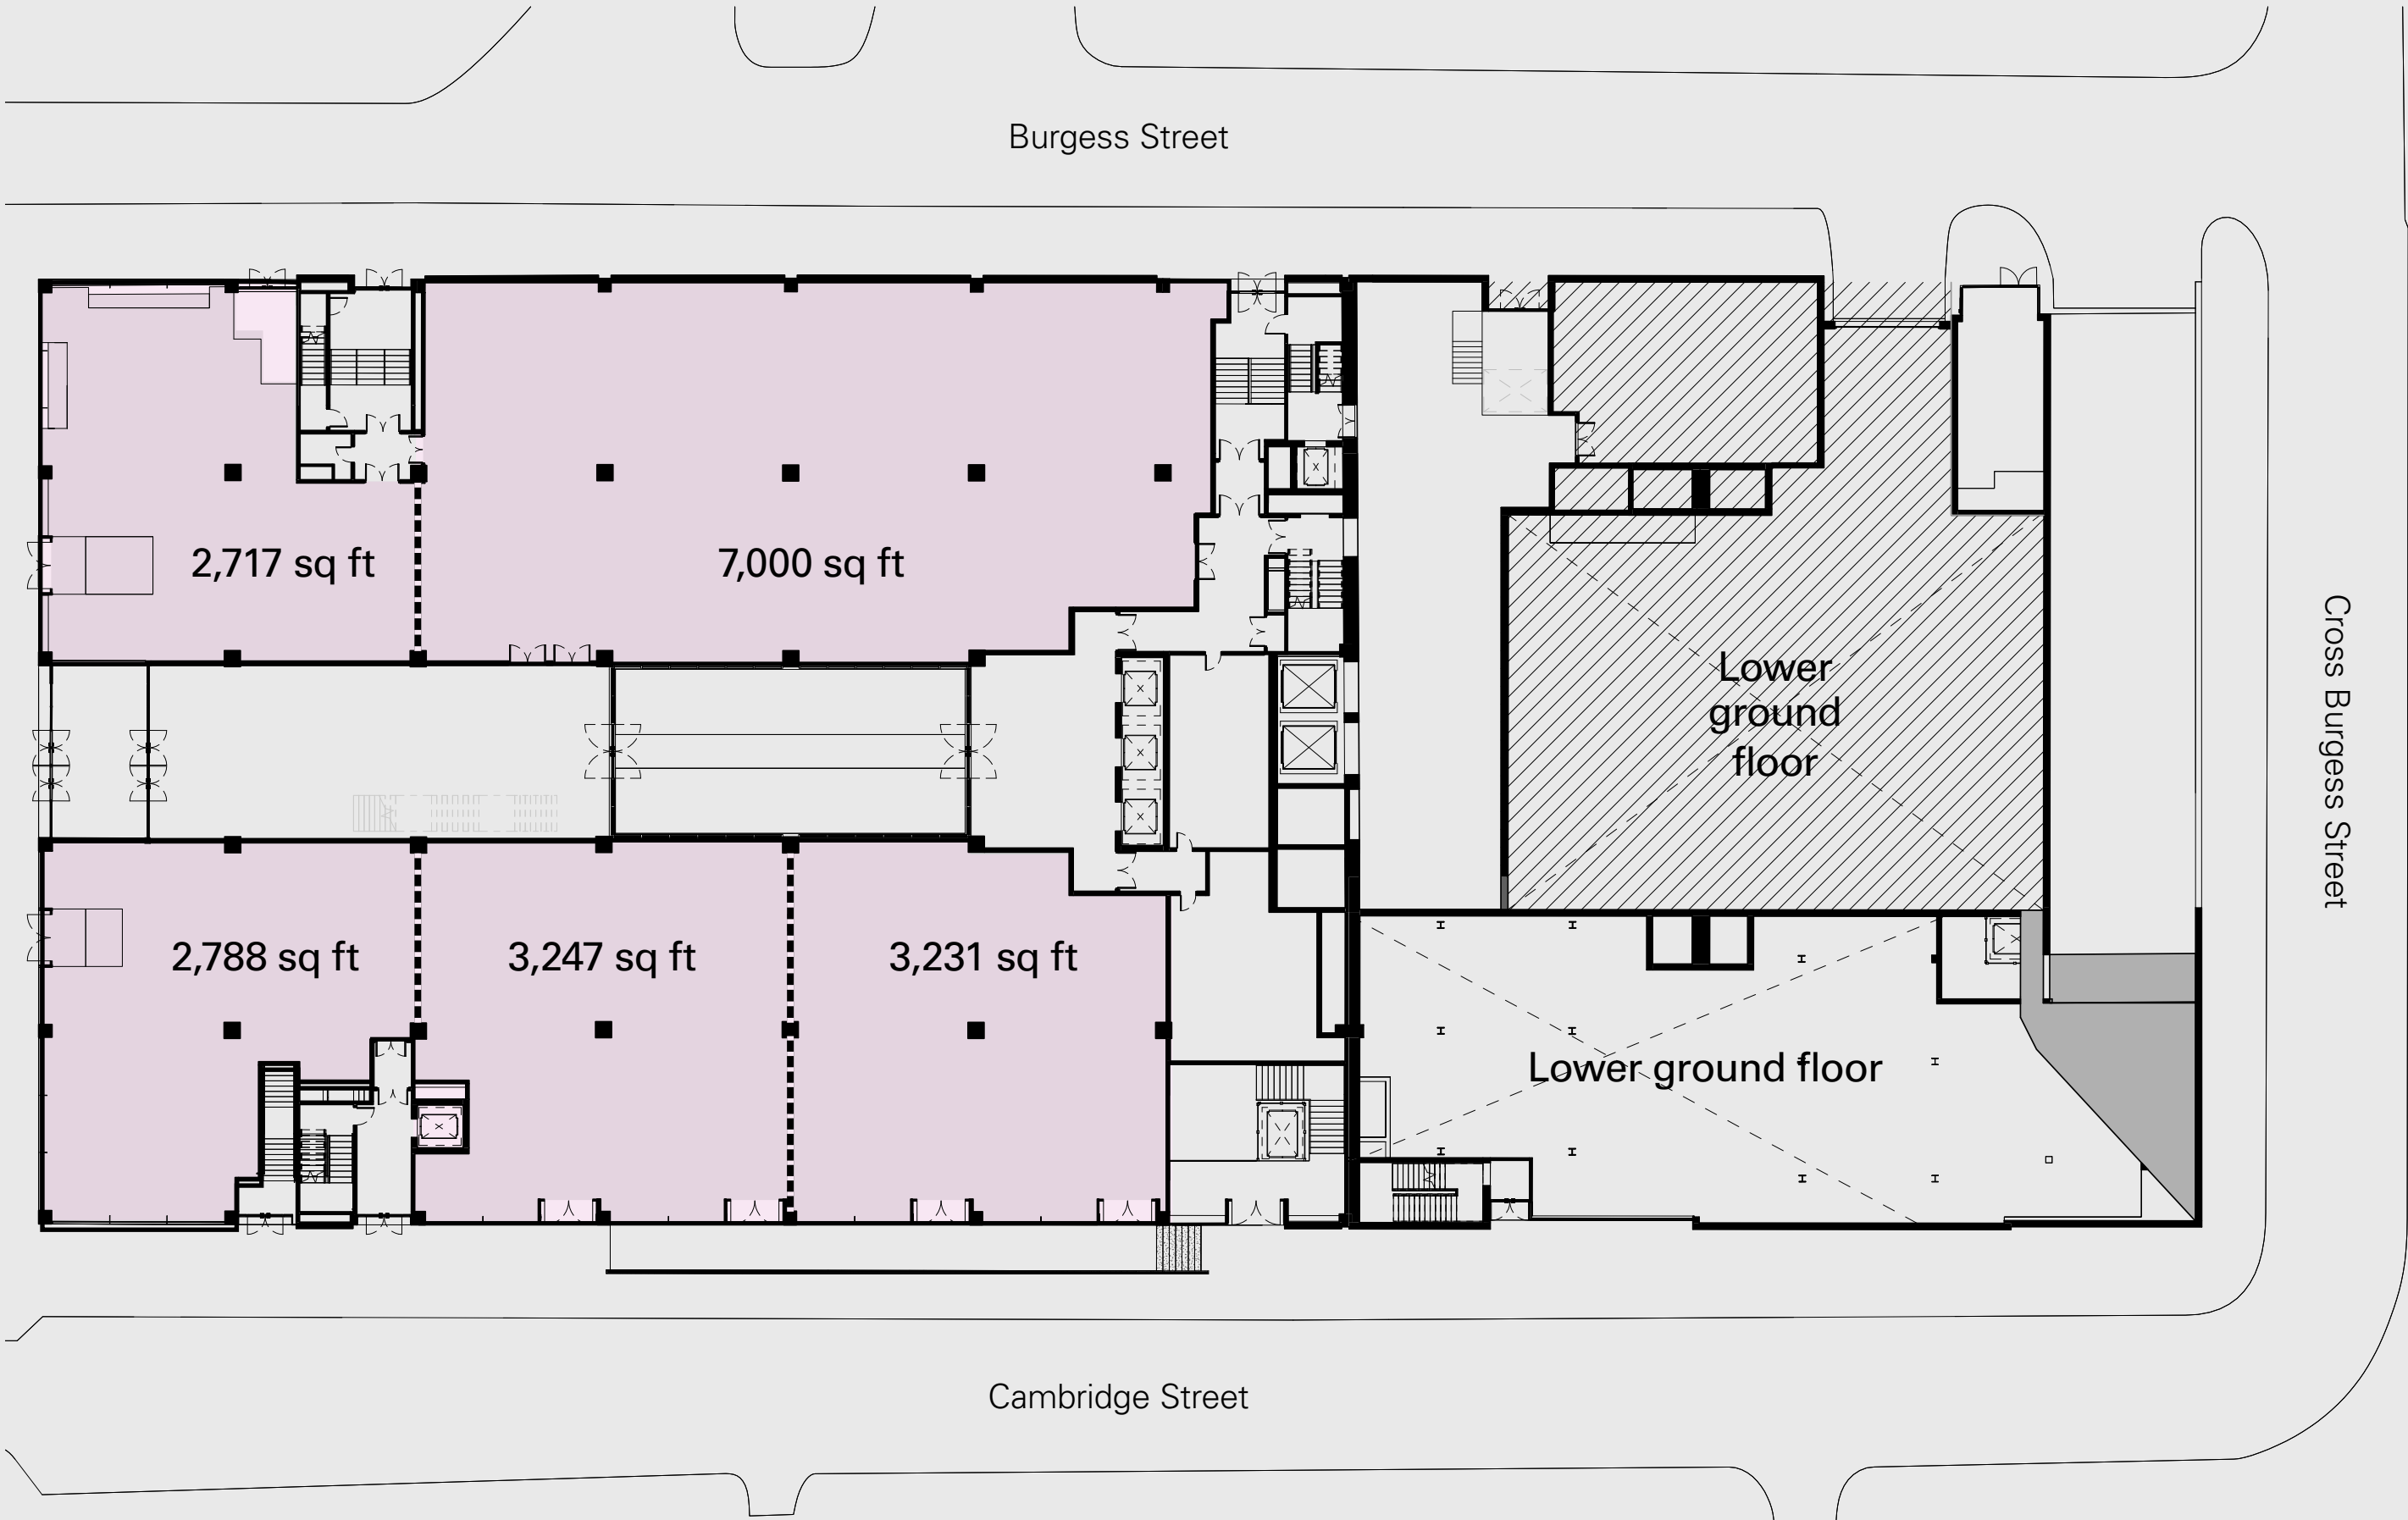 Burgess Street
2,717 sq ft
7,000 sq ft
Lower
ground
floor
Cross Burgess Street
2,788 sq ft
3,247 sq ft
3,231 sq ft
Lower ground floor
Cambridge Street